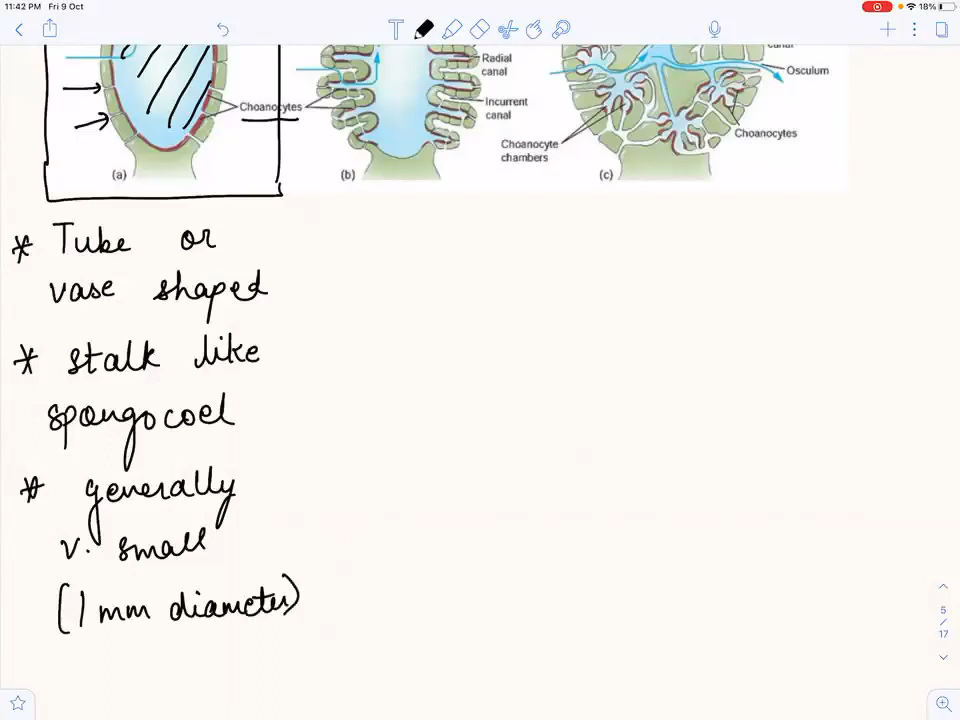 11:42 PM Fri 9 Oct
18%
Radial
canal
canal
Osculum
Choanocytes
Incurrent
canal
Choanocyte
chambers
Choanocytes
(a)
(b)
(c)
* Tube or
vase shaped
* stalk like
spongocoel
* generally
v. small
(1 mm diameter)
5
/
17